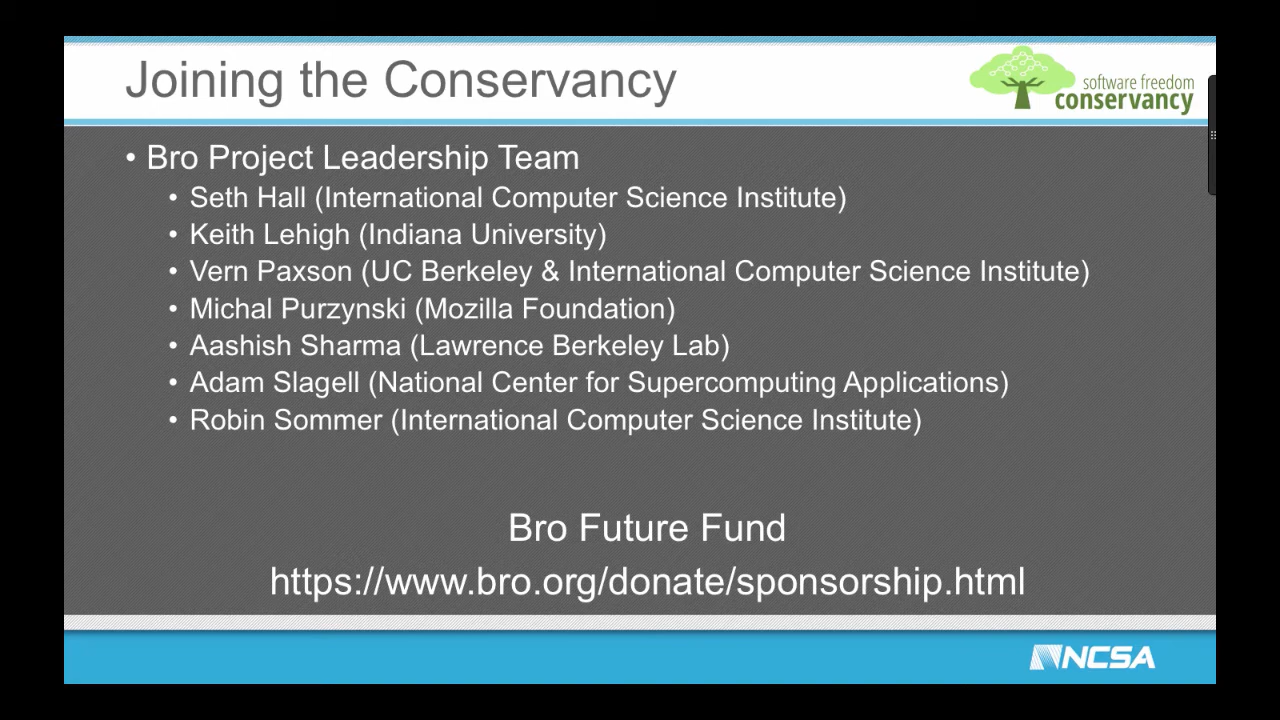 Joining the Conservancy
software freedom
conservancy
• Bro Project Leadership Team
• Seth Hall (International Computer Science Institute)
• Keith Lehigh (Indiana University)
• Vern Paxson (UC Berkeley & International Computer Science Institute)
• Michal Purzynski (Mozilla Foundation)
• Aashish Sharma (Lawrence Berkeley Lab)
• Adam Slagell (National Center for Supercomputing Applications)
• Robin Sommer (International Computer Science Institute)
Bro Future Fund
https://www.bro.org/donate/sponsorship.html
NCSA